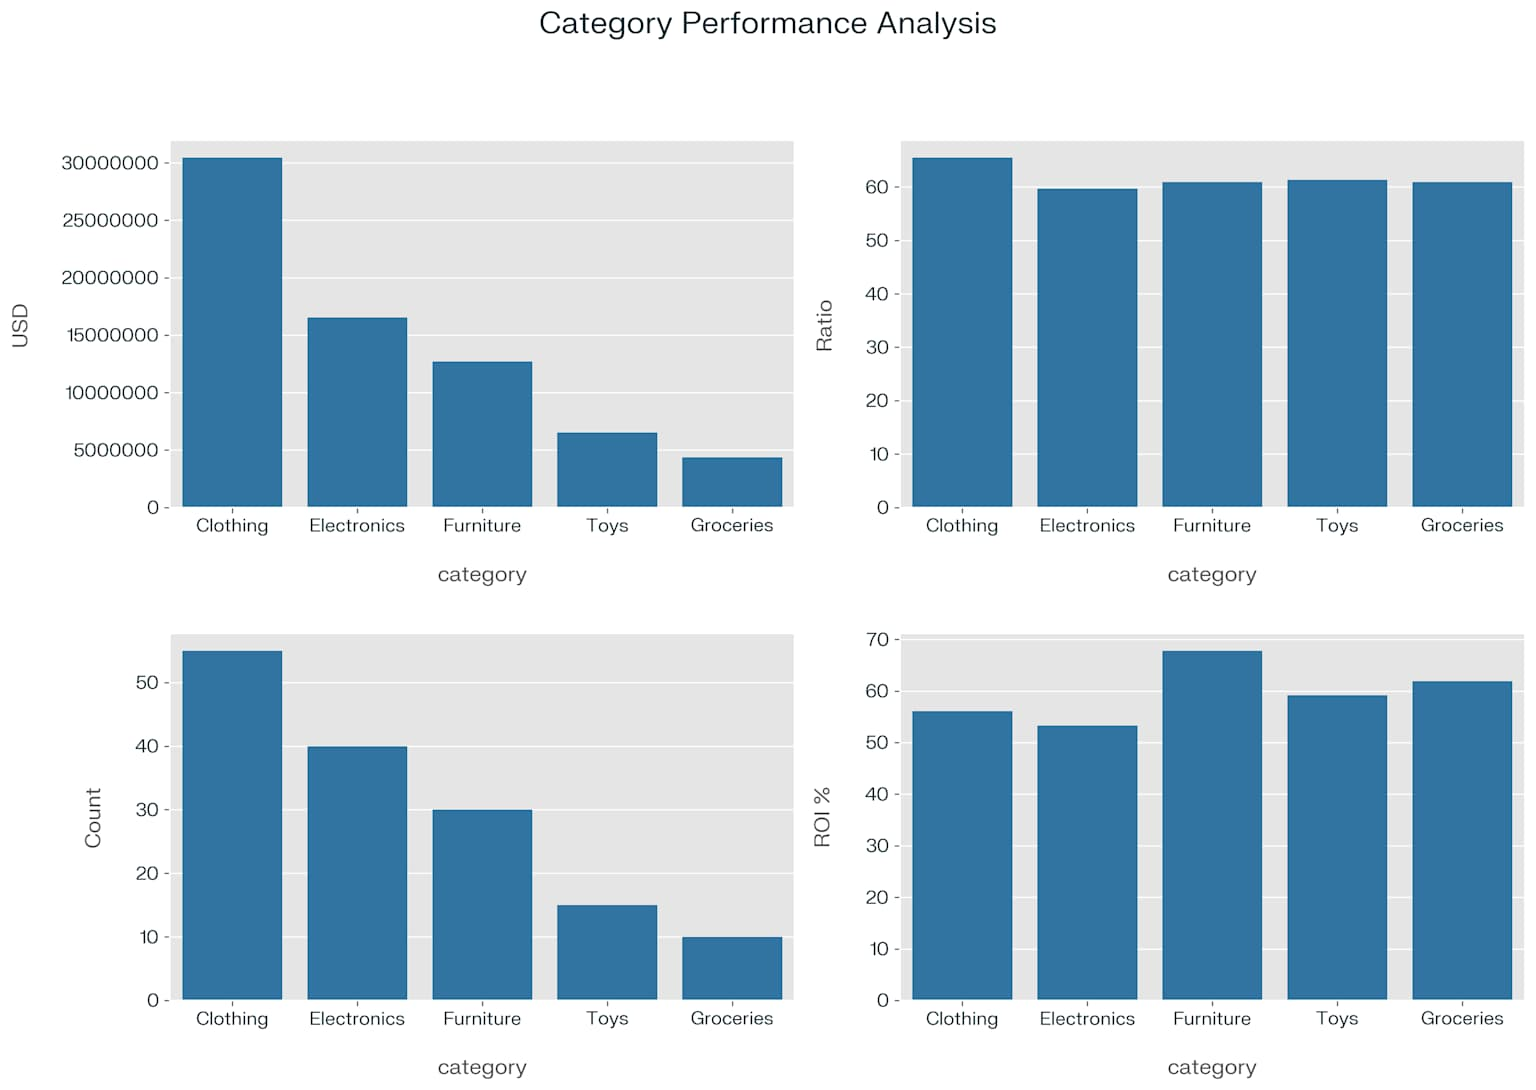 Category Performance Analysis
USD
30000000
25000000
20000000
15000000
10000000
5000000
0
Clothing Electronics Furniture Toys Groceries
category
Ratio
60
50
40
30
20
10
0
Clothing Electronics Furniture Toys Groceries
category
Count
50
40
30
20
10
0
Clothing Electronics Furniture Toys Groceries
category
ROI %
70
60
50
40
30
20
10
0
Clothing Electronics Furniture Toys Groceries
category